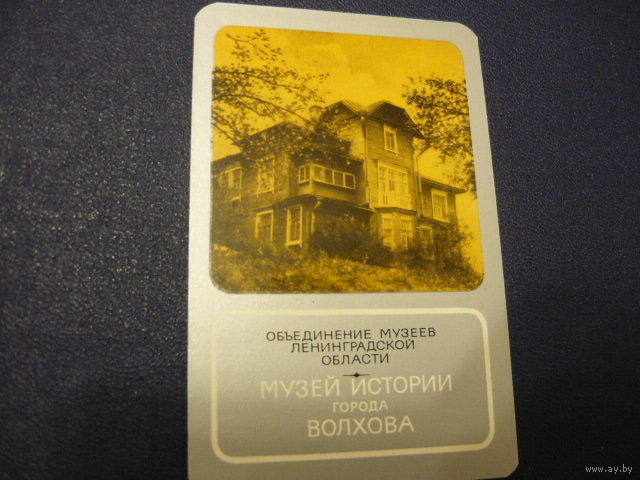 ОБЪЕДИНЕНИЕ МУЗЕЕВ
ЛЕНИНГРАДСКОЙ
ОБЛАСТИ
МУЗЕЙ ИСТОРИИ
ГОРОДА
ВОЛХОВА
www.ay.by